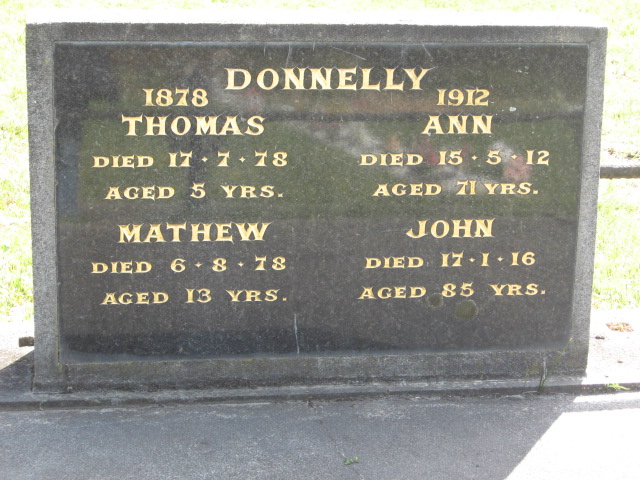 DONNELLY
1878
THOMAS
DIED 17·7·78
AGED 5 YRS.
MATHEW
DIED 6·8·78
AGED 13 YRS.
1912
ANN
DIED 15·5·12
AGED 71 YRS.
JOHN
DIED 17·1·16
AGED 85 YRS.